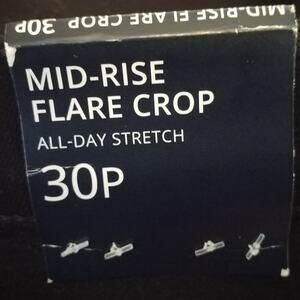 MID-RISE FLARE CROP 30P
MID-RISE
FLARE CROP
ALL-DAY STRETCH
30P